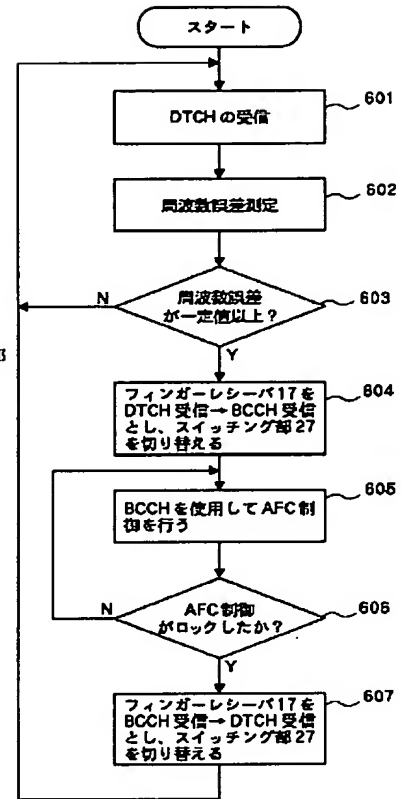 スタート
DTCHの受信
601
周波数誤差測定
602
周波数誤差
が一定値以上？
603
N
Y
フィンガーレシーバ17を
DTCH受信→BCCH受信
とし、スイッチング部27
を切り替える
604
BCCHを使用してAFC制
御を行う
605
AFC制御
がロックしたか？
606
N
Y
フィンガーレシーバ17を
BCCH受信→DTCH受信
とし、スイッチング部27
を切り替える
607